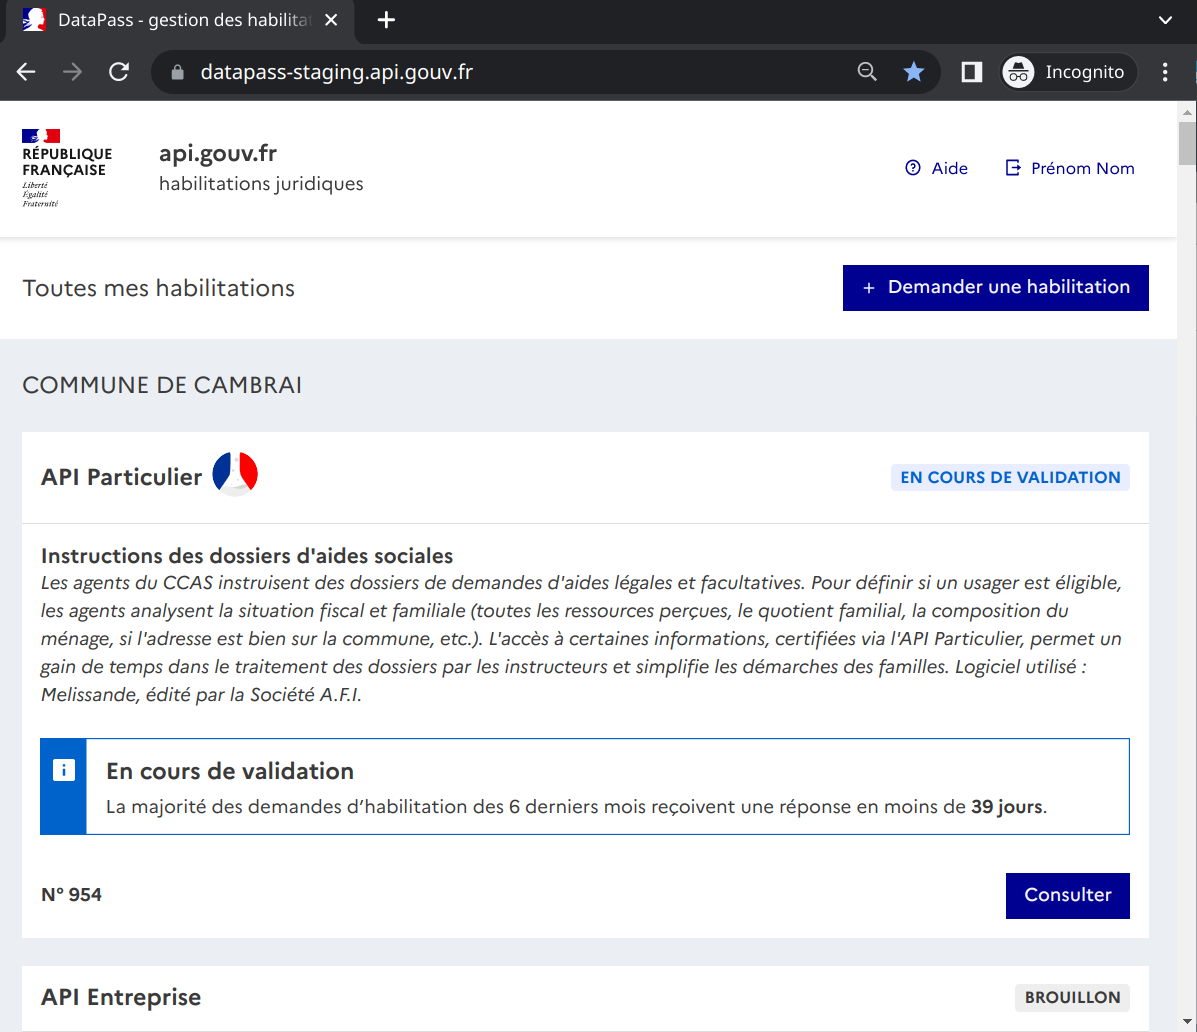 DataPass - gestion des habilita
datapass-staging.api.gouv.fr
Incognito
RÉPUBLIQUE
FRANÇAISE
Liberté
Égalité
Fraternité
api.gouv.fr
habilitations juridiques
Aide
Prénom Nom
Toutes mes habilitations
+ Demander une habilitation
COMMUNE DE CAMBRAI
API Particulier
EN COURS DE VALIDATION
Instructions des dossiers d'aides sociales
Les agents du CCAS instruisent des dossiers de demandes d'aides légales et facultatives. Pour définir si un usager est éligible,
les agents analysent la situation fiscal et familiale (toutes les ressources perçues, le quotient familial, la composition du
ménage, si l'adresse est bien sur la commune, etc.). L'accès à certaines informations, certifiées via l'API Particulier, permet un
gain de temps dans le traitement des dossiers par les instructeurs et simplifie les démarches des familles. Logiciel utilisé :
Melissande, édité par la Société A.F.I.
En cours de validation
La majorité des demandes d’habilitation des 6 derniers mois reçoivent une réponse en moins de 39 jours.
N° 954
Consulter
API Entreprise
BROUILLON